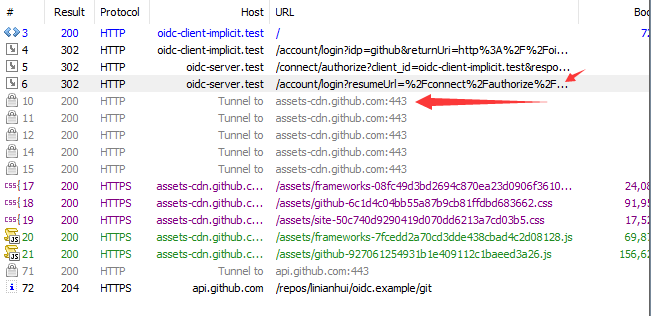 # Result Protocol Host URL Bo
3 200 HTTP oidc-client-implicit.test / 72
4 302 HTTP oidc-client-implicit.test /account/login?idp=github&returnUri=http%3A%2F%2Foi...
5 302 HTTP oidc-server.test /connect/authorize?client_id=oidc-client-implicit.test&respo...
6 302 HTTP oidc-server.test /account/login?resumeUrl=%2Fconnect%2Fauthorize%2F...
10 200 HTTP Tunnel to assets-cdn.github.com:443
11 200 HTTP Tunnel to assets-cdn.github.com:443
12 200 HTTP Tunnel to assets-cdn.github.com:443
14 200 HTTP Tunnel to assets-cdn.github.com:443
15 200 HTTP Tunnel to assets-cdn.github.com:443
17 200 HTTPS assets-cdn.github.c... /assets/frameworks-08fc49d3bd2694c870ea23d0906f3610... 24,08
18 200 HTTPS assets-cdn.github.c... /assets/github-6c1d4c04bb55a87b9cb81ffdbd683662.css 91,95
19 200 HTTPS assets-cdn.github.c... /assets/site-50c740d9290419d070dd6213a7cd03b5.css 17,52
20 200 HTTPS assets-cdn.github.c... /assets/frameworks-7fcedd2a70cd3dde438cbad4c2d08128.js 69,87
21 200 HTTPS assets-cdn.github.c... /assets/github-927061254931b1e409112c1baeed3a26.js 156,62
71 200 HTTP Tunnel to api.github.com:443
72 204 HTTPS api.github.com /repos/linianhui/oidc.example/git